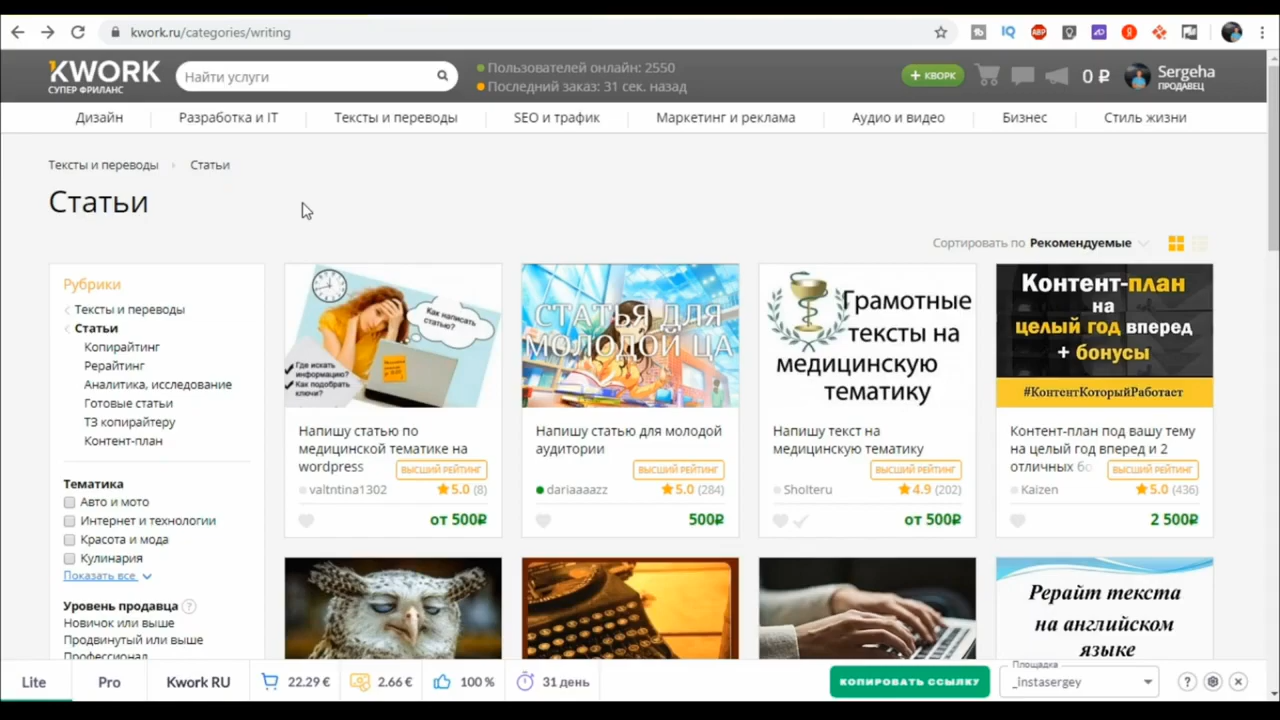 kwork.ru/categories/writing
KWORK
СУПЕР ФРИЛАНС
Найти услуги
Пользователей онлайн: 2550
Последний заказ: 31 сек. назад
+ КВОРК
0 ₽
Sergeha
ПРОДАВЕЦ
Дизайн
Разработка и IT
Тексты и переводы
SEO и трафик
Маркетинг и реклама
Аудио и видео
Бизнес
Стиль жизни
Тексты и переводы
Статьи
Статьи
Сортировать по Рекомендуемые
Рубрики
Тексты и переводы
Статьи
Копирайтинг
Рерайтинг
Аналитика, исследование
Готовые статьи
ТЗ копирайтеру
Контент-план
Тематика
Авто и мото
Интернет и технологии
Красота и мода
Кулинария
Показать все
Уровень продавца ?
Новичок или выше
Продвинутый или выше
Профессионал
Как написать
статью?
Где искать
информацию?
Как подобрать
ключи?
Напишу статью по
медицинской тематике на
wordpress
ВЫСШИЙ РЕЙТИНГ
valtntina1302
5.0 (8)
от 500₽
СТАТЬЯ ДЛЯ
МОЛОДОЙ ЦА
Напишу статью для молодой
аудитории
ВЫСШИЙ РЕЙТИНГ
dariaaaazz
5.0 (284)
500₽
Грамотные
тексты на
медицинскую
тематику
Напишу текст на
медицинскую тематику
ВЫСШИЙ РЕЙТИНГ
Sholteru
4.9 (202)
от 500₽
Контент-план
на
целый год вперед
+ бонусы
#КонтентКоторыйРаботает
Контент-план под вашу тему
на целый год вперед и 2
отличных бо
ВЫСШИЙ РЕЙТИНГ
Kaizen
5.0 (436)
2 500₽
Рерайт текста
на английском
языке
Lite
Pro
Kwork RU
22.29 €
2.66 €
100 %
31 день
КОПИРОВАТЬ ССЫЛКУ
Площадка
_instasergey